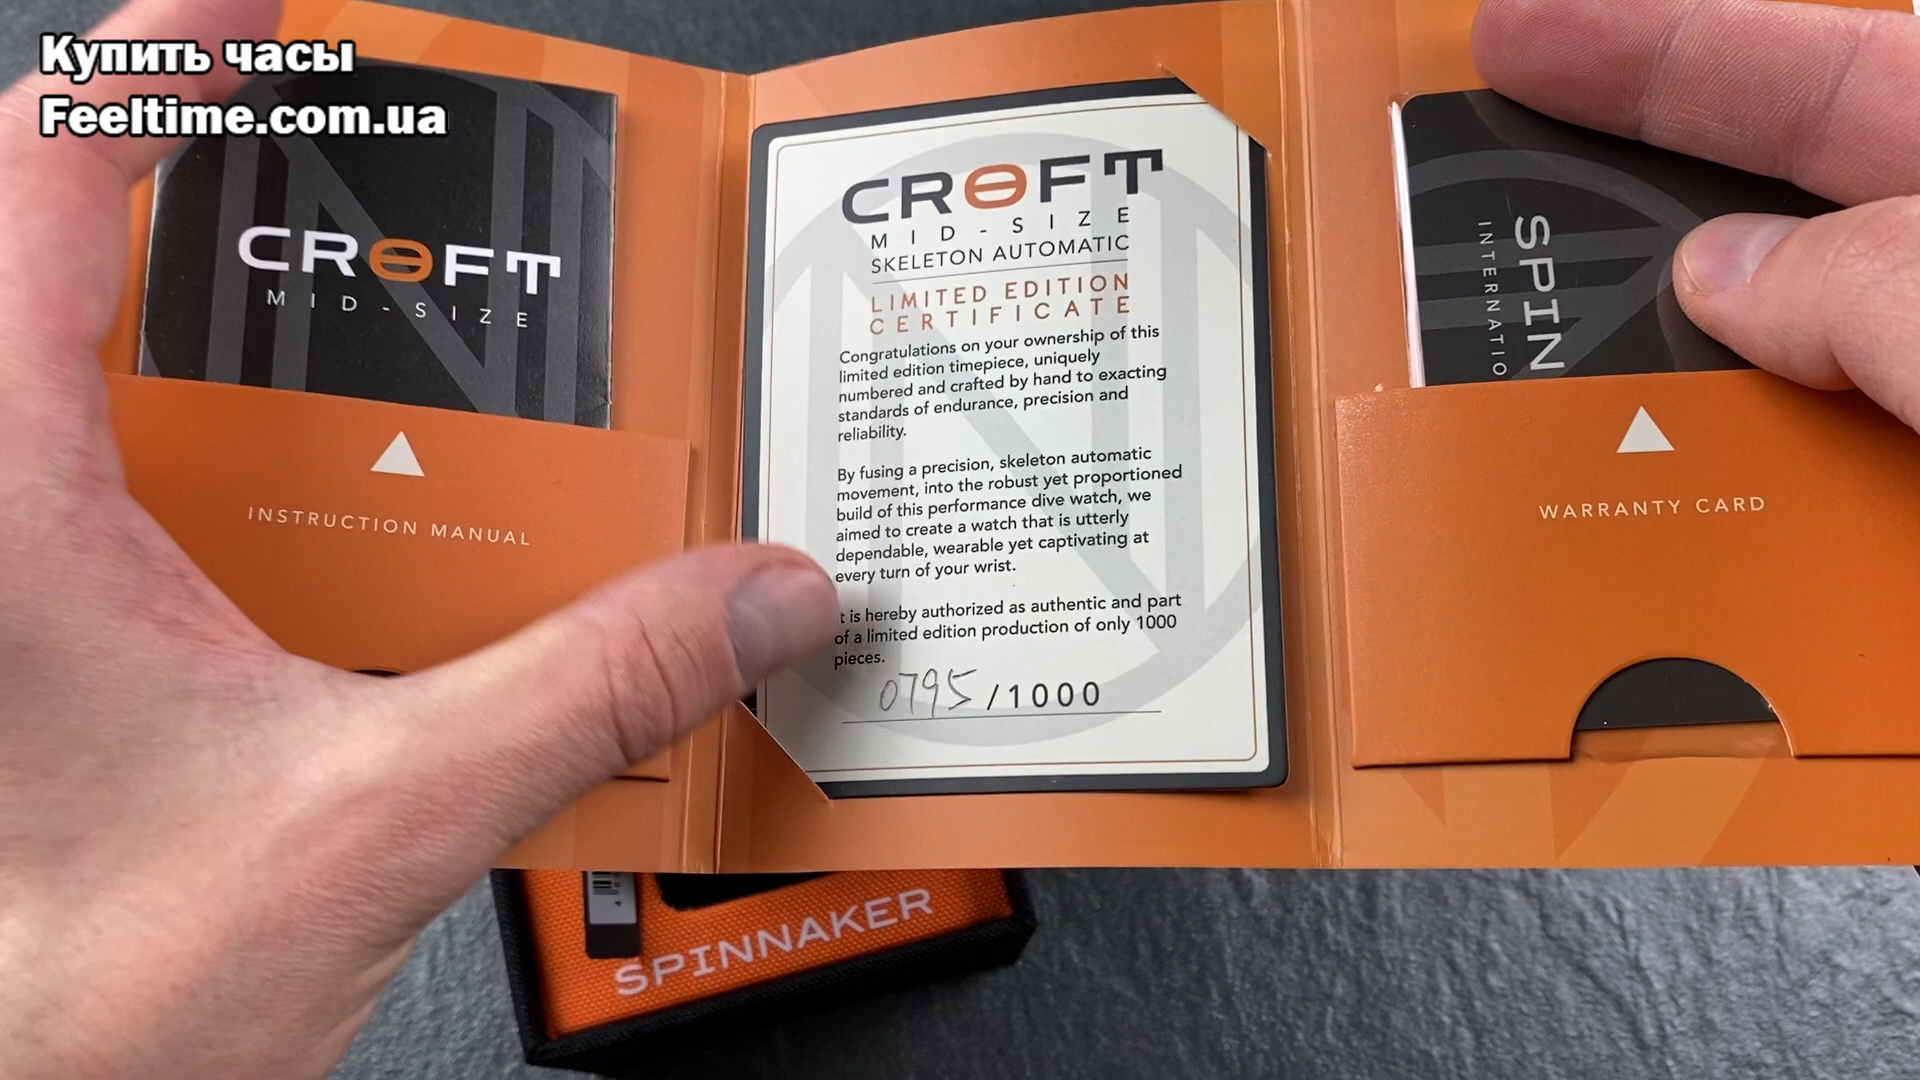 Купить часы
Feeltime.com.ua
CROFT
MID-SIZE
INSTRUCTION MANUAL
CROFT
MID-SIZE
SKELETON AUTOMATIC
LIMITED EDITION
CERTIFICATE
Congratulations on your ownership of this
limited edition timepiece, uniquely
numbered and crafted by hand to exacting
standards of endurance, precision and
reliability.
By fusing a precision, skeleton automatic
movement, into the robust yet proportioned
build of this performance dive watch, we
aimed to create a watch that is utterly
dependable, wearable yet captivating at
every turn of your wrist.
t is hereby authorized as authentic and part
of a limited edition production of only 1000
pieces.
0795/1000
SPIN
INTERNATIO
WARRANTY CARD
SPINNAKER